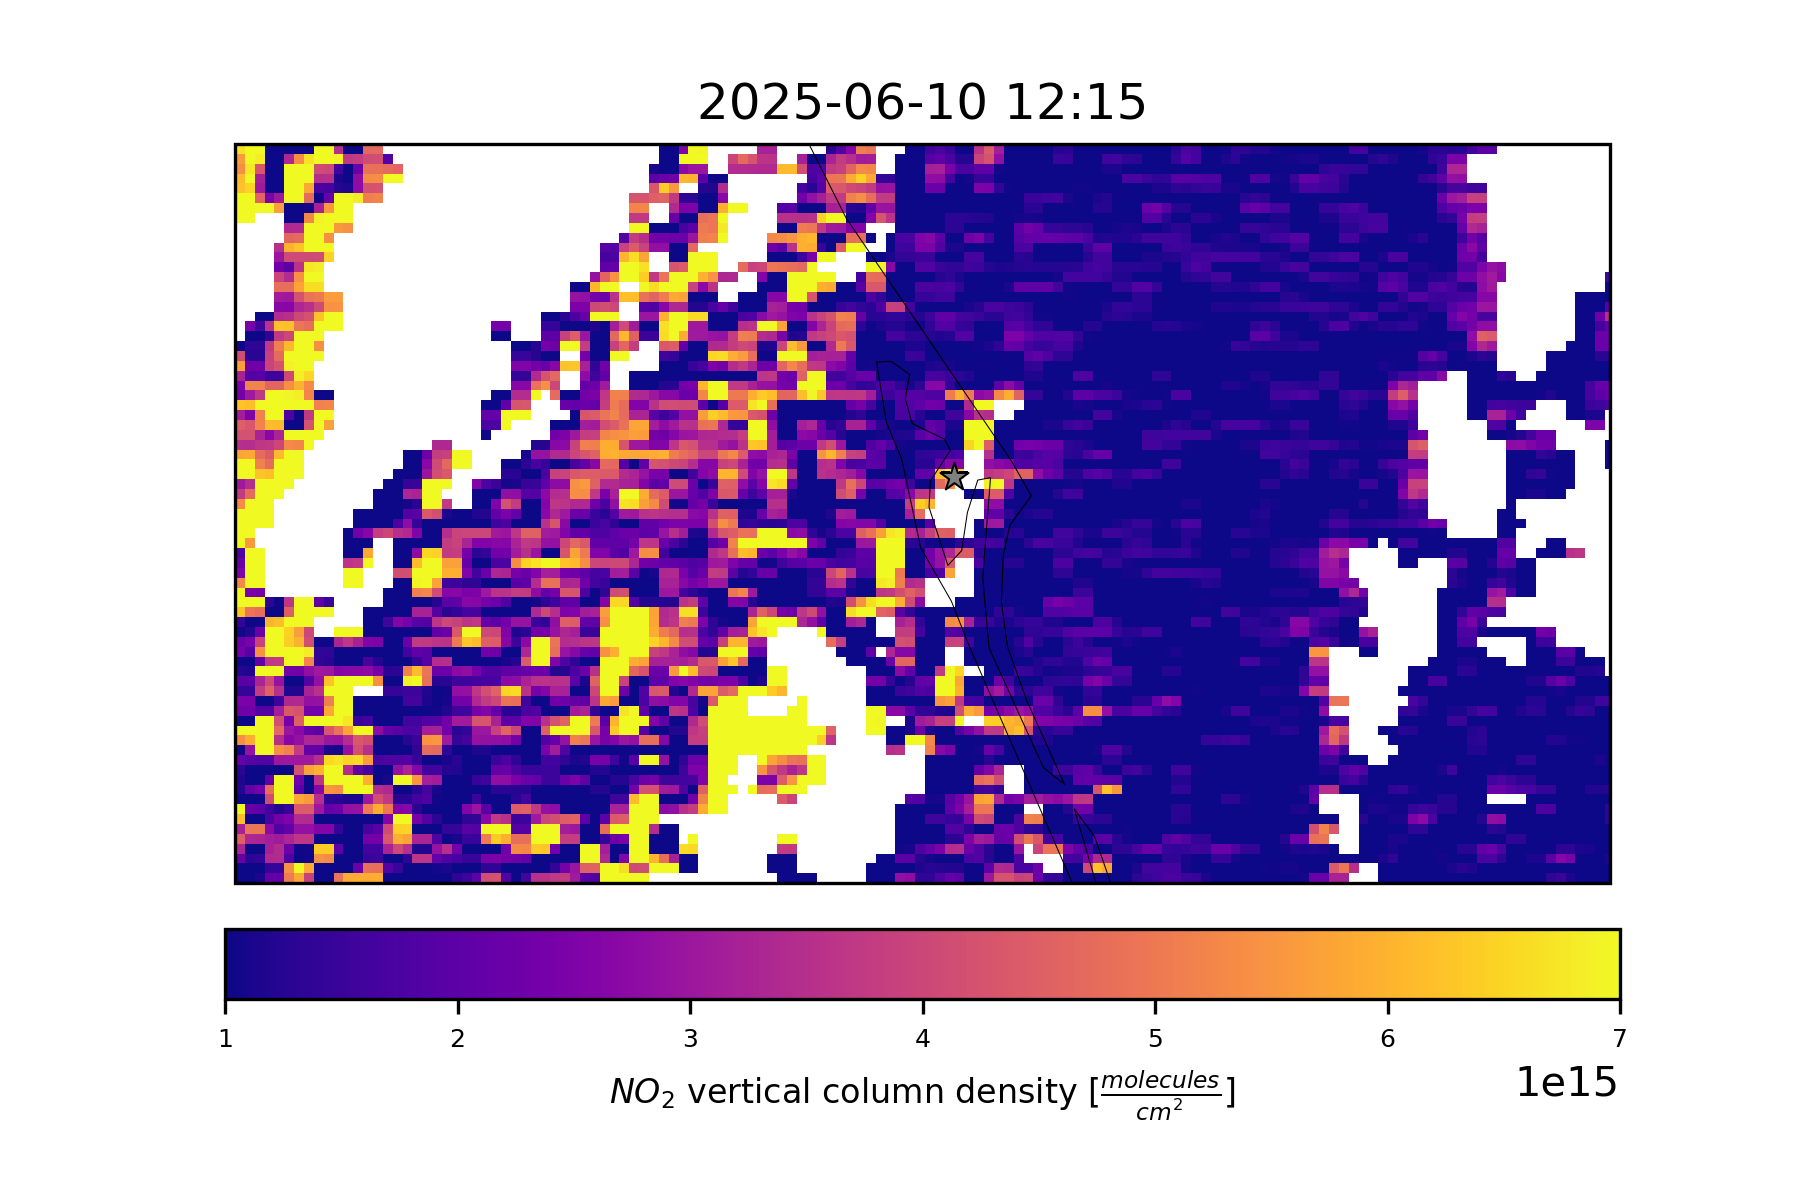 2025-06-10 12:15
1 2 3 4 5 6 7
1e15
NO₂ vertical column density [molecules/cm²]